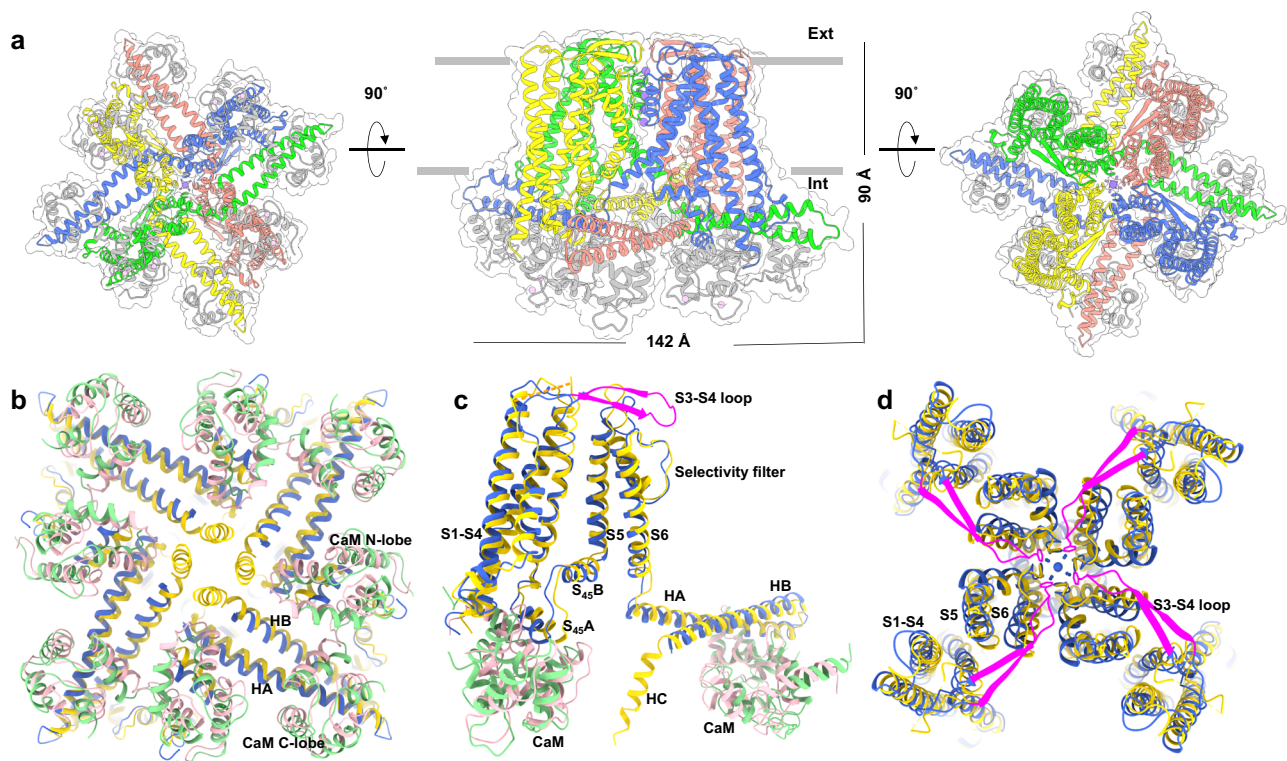 a
90°
Ext
Int
90 Å
142 Å
90°
b
CaM N-lobe
HB
HA
CaM C-lobe
c
S3-S4 loop
Selectivity filter
S1-S4
S5
S6
S₄₅B
S₄₅A
HA
HB
HC
CaM
CaM
d
S3-S4 loop
S1-S4
S5
S6